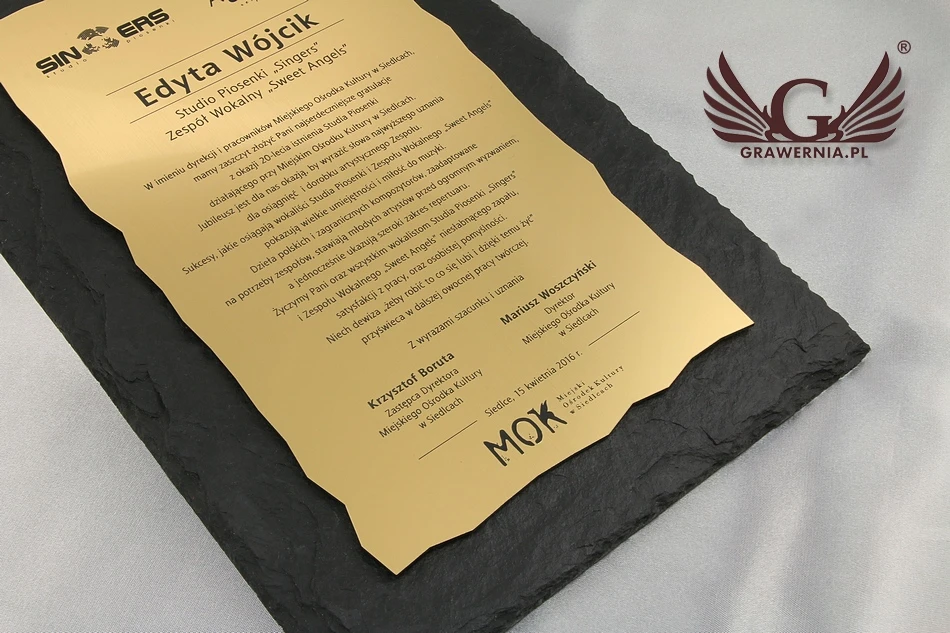 SINGERS
studio piosenki
Edyta Wójcik
Studio Piosenki „Singers”
Zespół Wokalny „Sweet Angels”
W imieniu dyrekcji i pracowników Miejskiego Ośrodka Kultury w Siedlcach,
mamy zaszczyt złożyć Pani najserdeczniejsze gratulacje
z okazji 20-lecia istnienia Studia Piosenki
działającego przy Miejskim Ośrodku Kultury w Siedlcach.
Jubileusz jest dla nas okazją, by wyrazić słowa najwyższego uznania
dla osiągnięć i dorobku artystycznego Zespołu.
Sukcesy, jakie osiągają wokaliści Studia Piosenki i Zespołu Wokalnego „Sweet Angels”
pokazują wielkie umiejętności i miłość do muzyki.
Dzieła polskich i zagranicznych kompozytorów, zaadaptowane
na potrzeby zespołów, stawiają młodych artystów przed ogromnym wyzwaniem,
a jednocześnie ukazują szeroki zakres repertuaru.
Życzymy Pani oraz wszystkim wokalistom Studia Piosenki „Singers”
i Zespołu Wokalnego „Sweet Angels” niesłabnącego zapału,
satysfakcji z pracy, oraz osobistej pomyślności.
Niech dewiza „żeby robić to co się lubi i dzięki temu żyć”
przyświeca w dalszej owocnej pracy twórczej.
Z wyrazami szacunku i uznania
Krzysztof Boruta
Zastępca Dyrektora
Miejskiego Ośrodka Kultury
w Siedlcach
Mariusz Woszczyński
Dyrektor
Miejskiego Ośrodka Kultury
w Siedlcach
Siedlce, 15 kwietnia 2016 r.
MOK
Miejski
Ośrodek Kultury
w Siedlcach
G
®
GRAWERNIA.PL